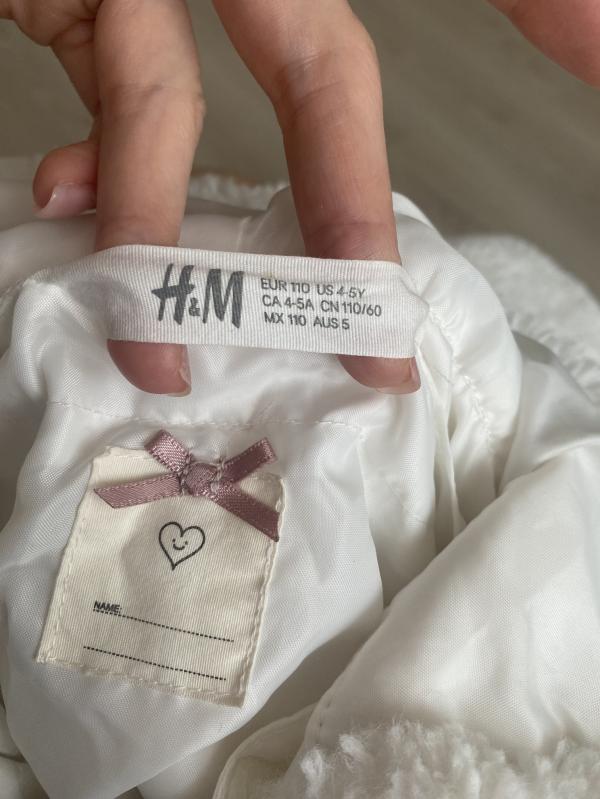 H&M
EUR 110 US 4-5Y
CA 4-5A CN 110/60
MX 110 AUS 5
NAME: